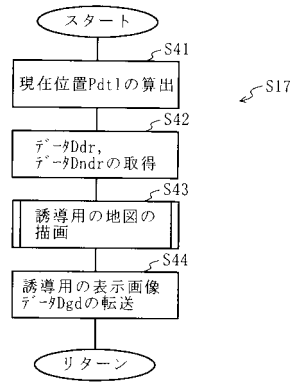 スタート
S41
現在位置Pdtlの算出
S17
S42
データDdr,
データDndrの取得
S43
誘導用の地図の
描画
S44
誘導用の表示画像
データDgdの転送
リターン